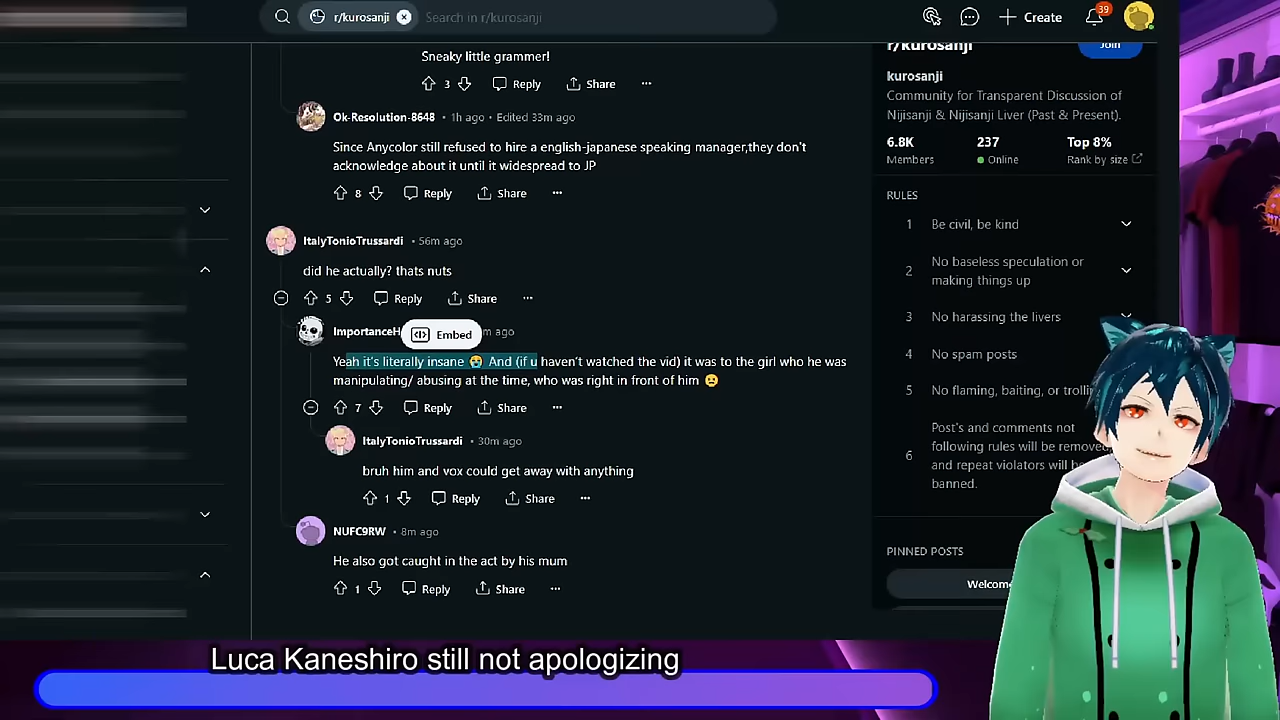 r/kurosanji
Search in r/kurosanji
Create
39
Sneaky little grammer!
3 Reply Share
Ok-Resolution-8648 • 1h ago • Edited 33m ago
Since Anycolor still refused to hire a english-japanese speaking manager,they don't
acknowledge about it until it widespread to JP
8 Reply Share
ItalyTonioTrussardi • 56m ago
did he actually? thats nuts
5 Reply Share
ImportanceH
Embed
m ago
Yeah it's literally insane 😭 And (if u haven't watched the vid) it was to the girl who he was
manipulating/ abusing at the time, who was right in front of him 😦
7 Reply Share
ItalyTonioTrussardi • 30m ago
bruh him and vox could get away with anything
1 Reply Share
NUFC9RW • 8m ago
He also got caught in the act by his mum
1 Reply Share
r/kurosanji
Join
kurosanji
Community for Transparent Discussion of
Nijisanji & Nijisanji Liver (Past & Present).
6.8K 237 Top 8%
Members Online Rank by size
RULES
1 Be civil, be kind
2 No baseless speculation or
making things up
3 No harassing the livers
4 No spam posts
5 No flaming, baiting, or trollin
6 Post's and comments not
following rules will be removed
and repeat violators will be
banned.
PINNED POSTS
Welcome
Luca Kaneshiro still not apologizing